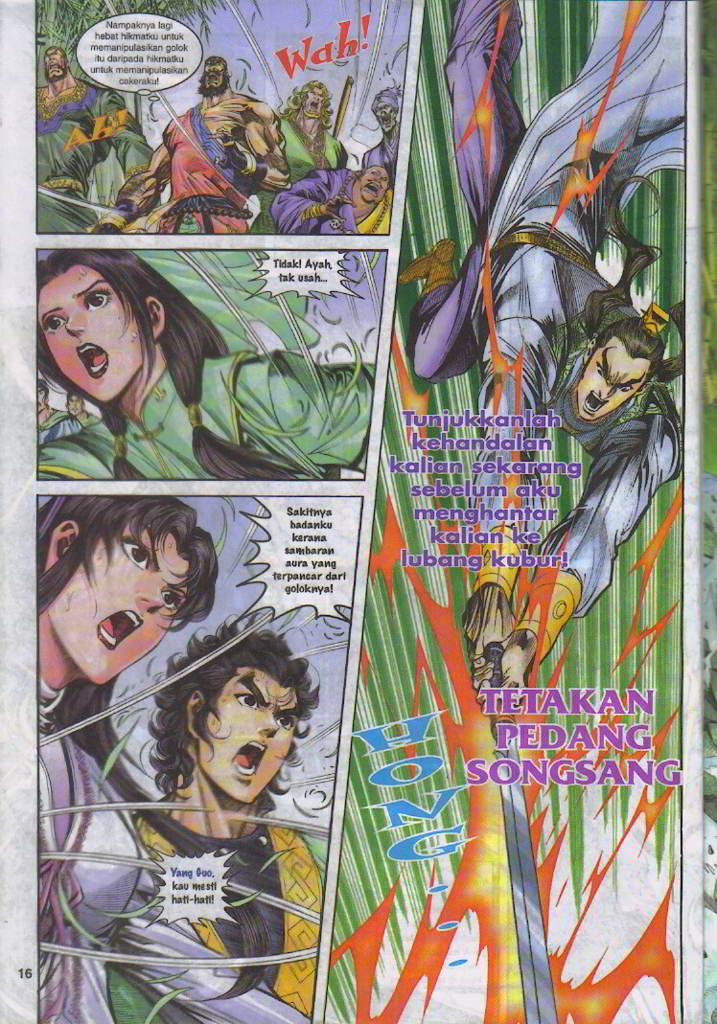 Nampaknya lagi
hebat hikmatku untuk
memanipulasikan golok
itu daripada hikmatku
untuk memanipulasikan
cakeraku!
Wah!
AH!
Tidak! Ayah,
tak usah...
Sakitnya
badanku
kerana
sambaran
aura yang
terpancar dari
goloknya!
Yang Guo,
kau mesti
hati-hati!
Tunjukkanlah
kehandalan
kalian sekarang
sebelum aku
menghantar
kalian ke
lubang kubur!
TETAKAN
PEDANG
SONGSANG
HONG...
16